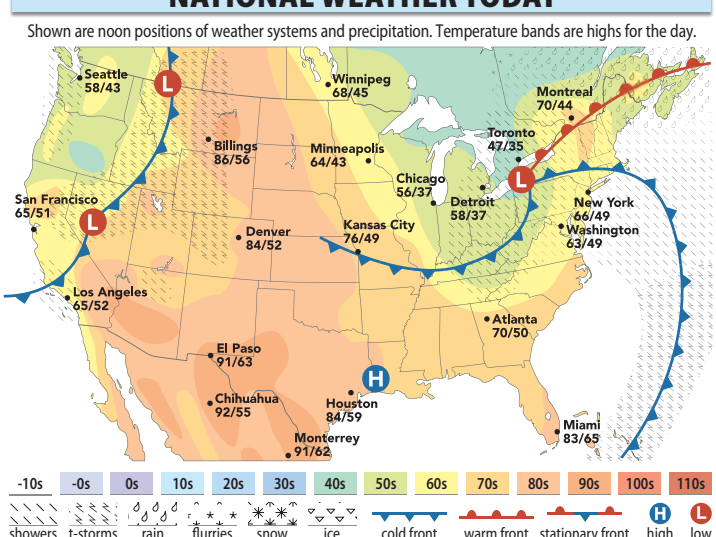 NATIONAL WEATHER TODAY
Shown are noon positions of weather systems and precipitation. Temperature bands are highs for the day.
Seattle
58/43
L
Winnipeg
68/45
Montreal
70/44
Billings
86/56
Minneapolis
64/43
Toronto
47/35
Chicago
56/37
Detroit
58/37
L
San Francisco
65/51
L
New York
66/49
Washington
63/49
Denver
84/52
Kansas City
76/49
Los Angeles
65/52
Atlanta
70/50
El Paso
91/63
H
Chihuahua
92/55
Houston
84/59
Miami
83/65
Monterrey
91/62
-10s -0s 0s 10s 20s 30s 40s 50s 60s 70s 80s 90s 100s 110s
H L
showers t-storms rain flurries snow ice cold front warm front stationary front high low